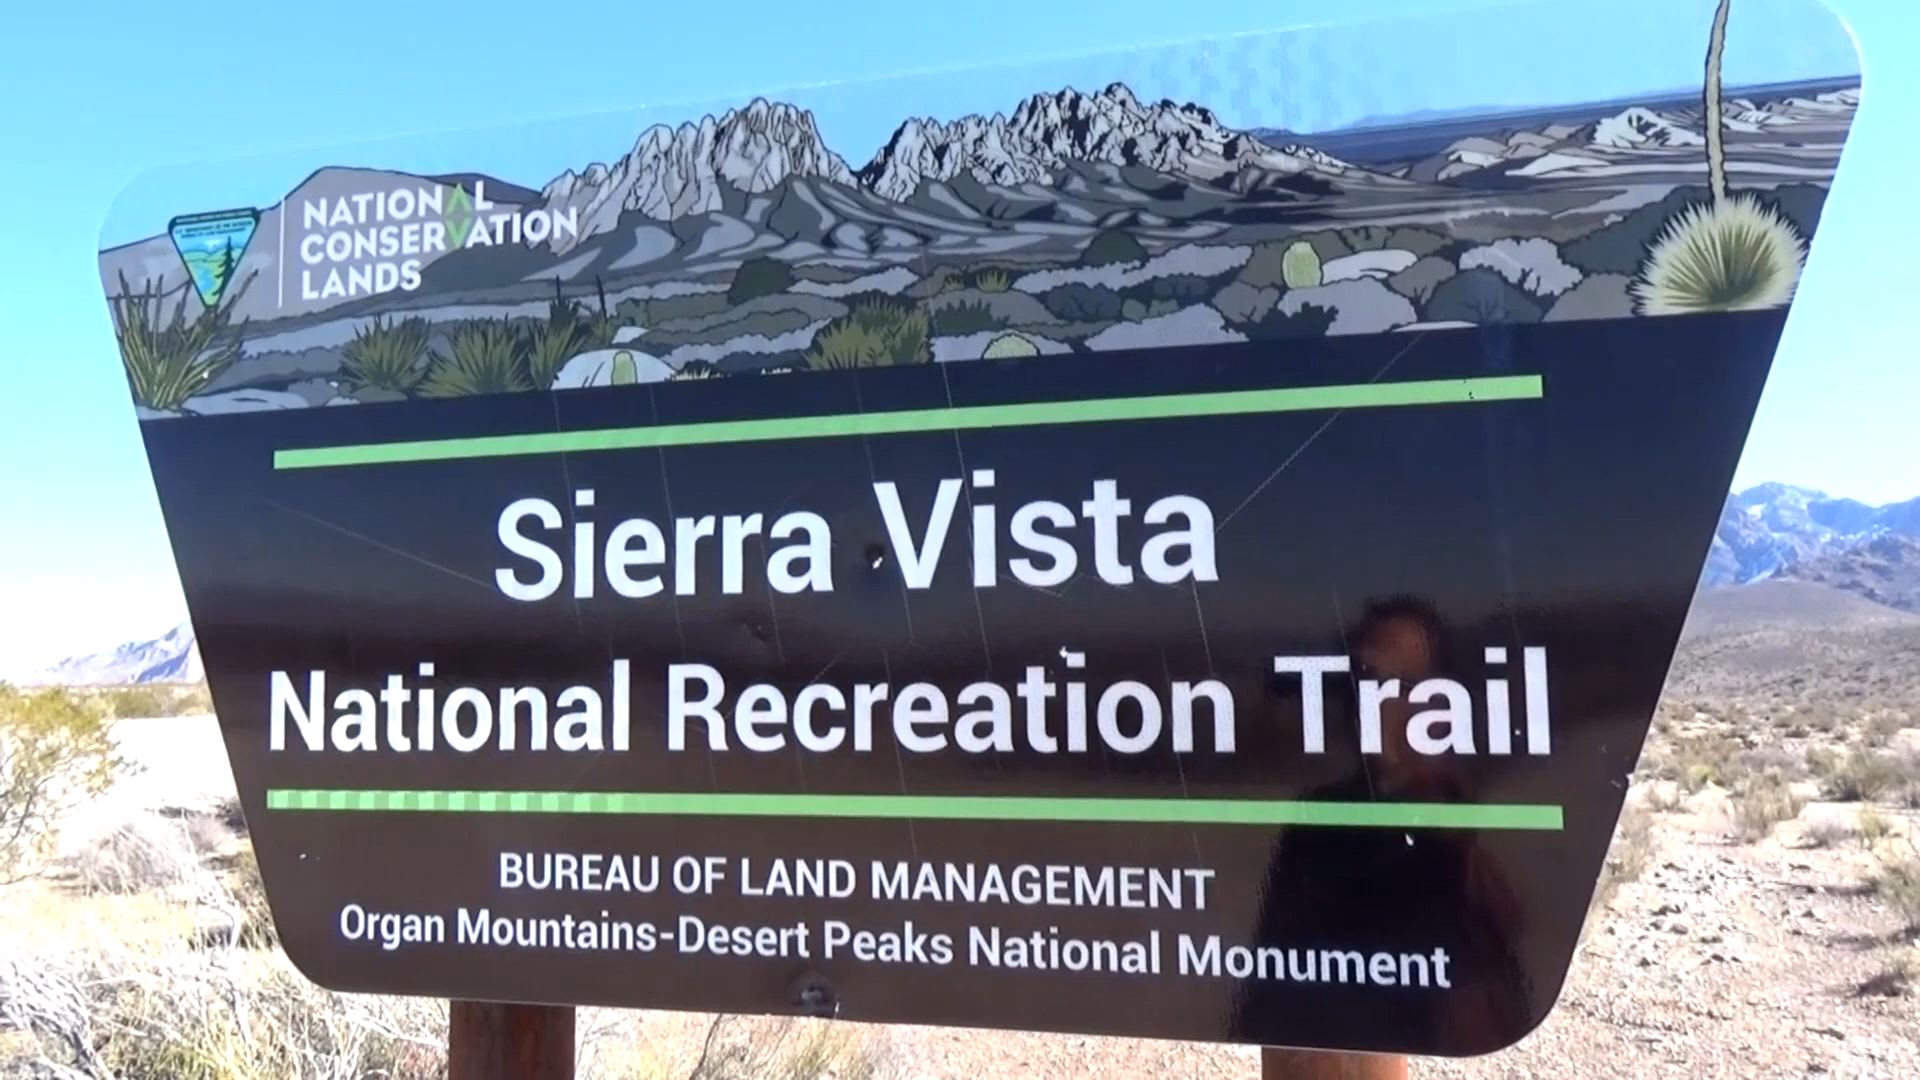 NATIONAL
CONSERVATION
LANDS
Sierra Vista
National Recreation Trail
BUREAU OF LAND MANAGEMENT
Organ Mountains-Desert Peaks National Monument